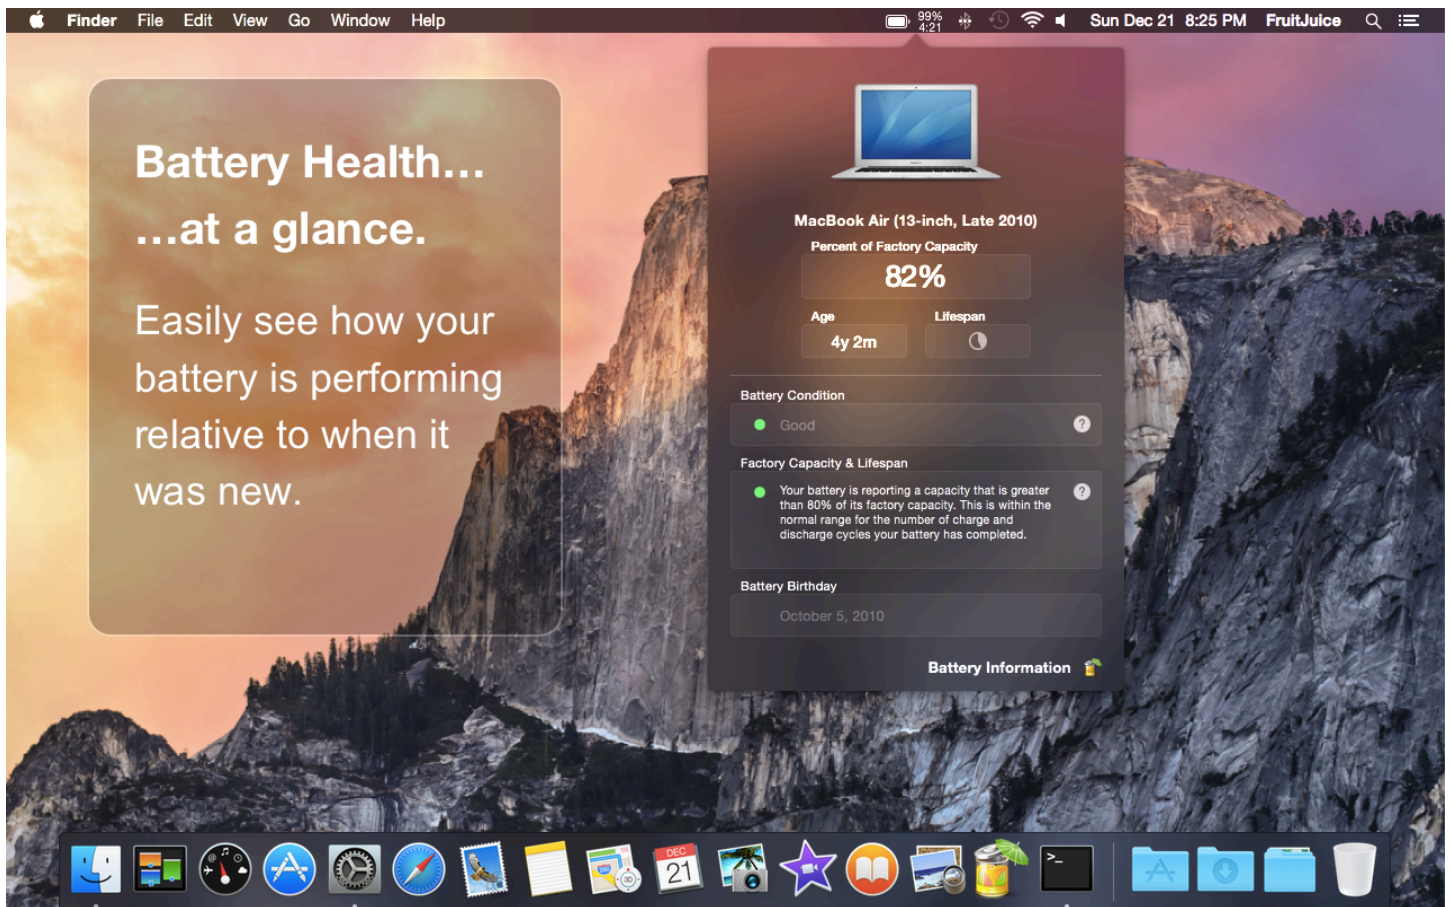 Finder File Edit View Go Window Help
99%
4:21
Sun Dec 21 8:25 PM FruitJuice
Battery Health...
...at a glance.
Easily see how your
battery is performing
relative to when it
was new.
MacBook Air (13-inch, Late 2010)
Percent of Factory Capacity
82%
Age Lifespan
4y 2m
Battery Condition
Good ?
Factory Capacity & Lifespan
Your battery is reporting a capacity that is greater ?
than 80% of its factory capacity. This is within the
normal range for the number of charge and
discharge cycles your battery has completed.
Battery Birthday
October 5, 2010
Battery Information
DEC
21
>_